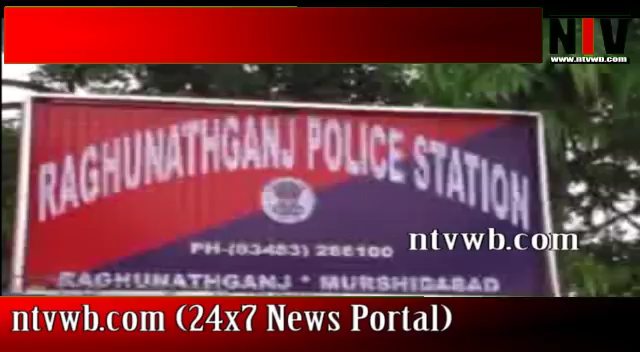 NTV
www.ntvwb.com
RAGHUNATHGANJ POLICE STATION
PH-(03483) 266100
ntvwb.com
RAGHUNATHGANJ * MURSHIDABAD
ntvwb.com (24x7 News Portal)